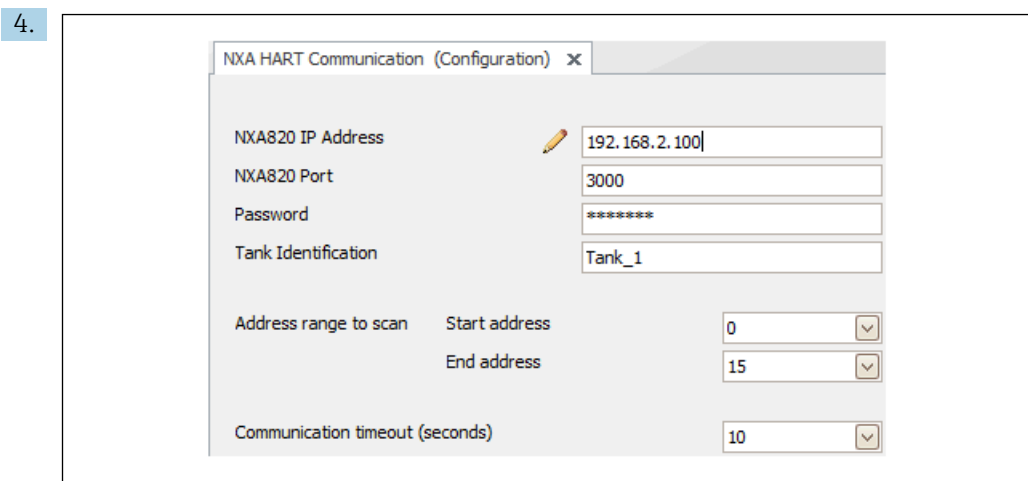 4.
NXA HART Communication (Configuration) x
NXA820 IP Address 192.168.2.100
NXA820 Port 3000
Password *******
Tank Identification Tank_1
Address range to scan Start address 0
End address 15
Communication timeout (seconds) 10